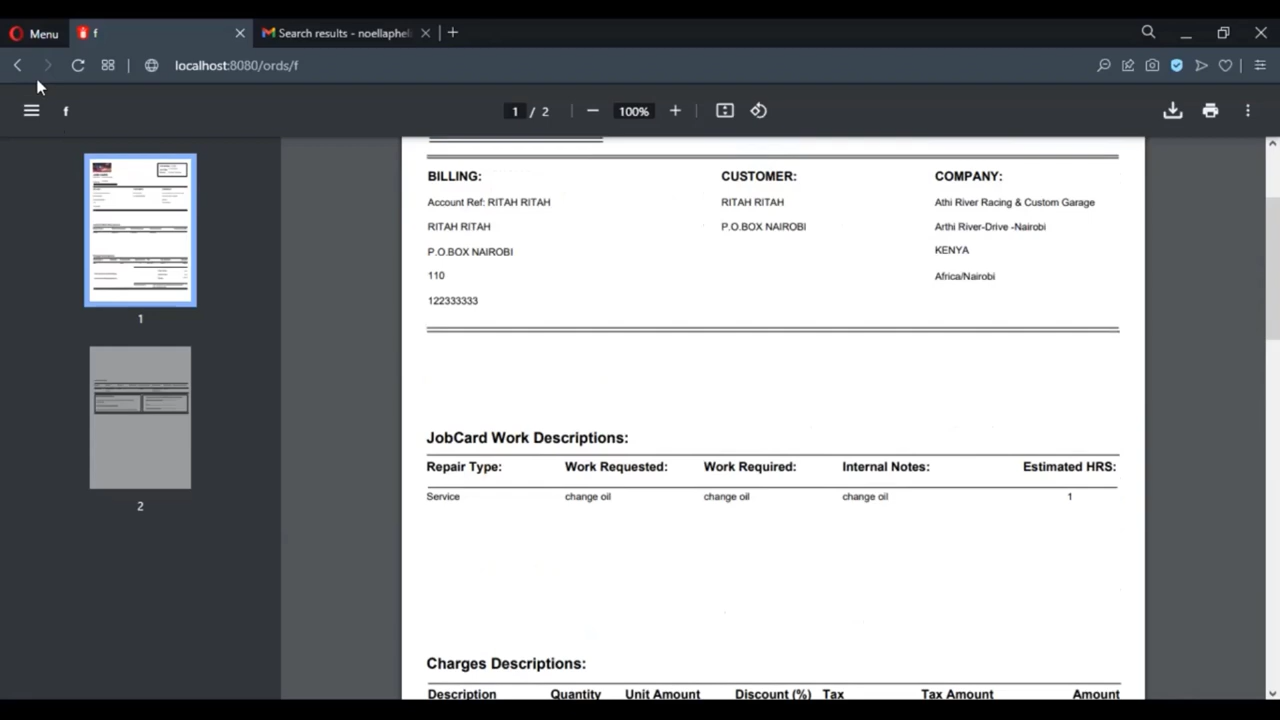 Menu
f
Search results - noellaphel
localhost:8080/ords/f
f
1 / 2
100%
BILLING:
CUSTOMER:
COMPANY:
Account Ref: RITAH RITAH
RITAH RITAH
Athi River Racing & Custom Garage
RITAH RITAH
P.O.BOX NAIROBI
Arthi River-Drive -Nairobi
P.O.BOX NAIROBI
KENYA
110
Africa/Nairobi
122333333
1
2
JobCard Work Descriptions:
Repair Type: Work Requested: Work Required: Internal Notes: Estimated HRS:
Service change oil change oil change oil 1
Charges Descriptions:
Description Quantity Unit Amount Discount (%) Tax Tax Amount Amount